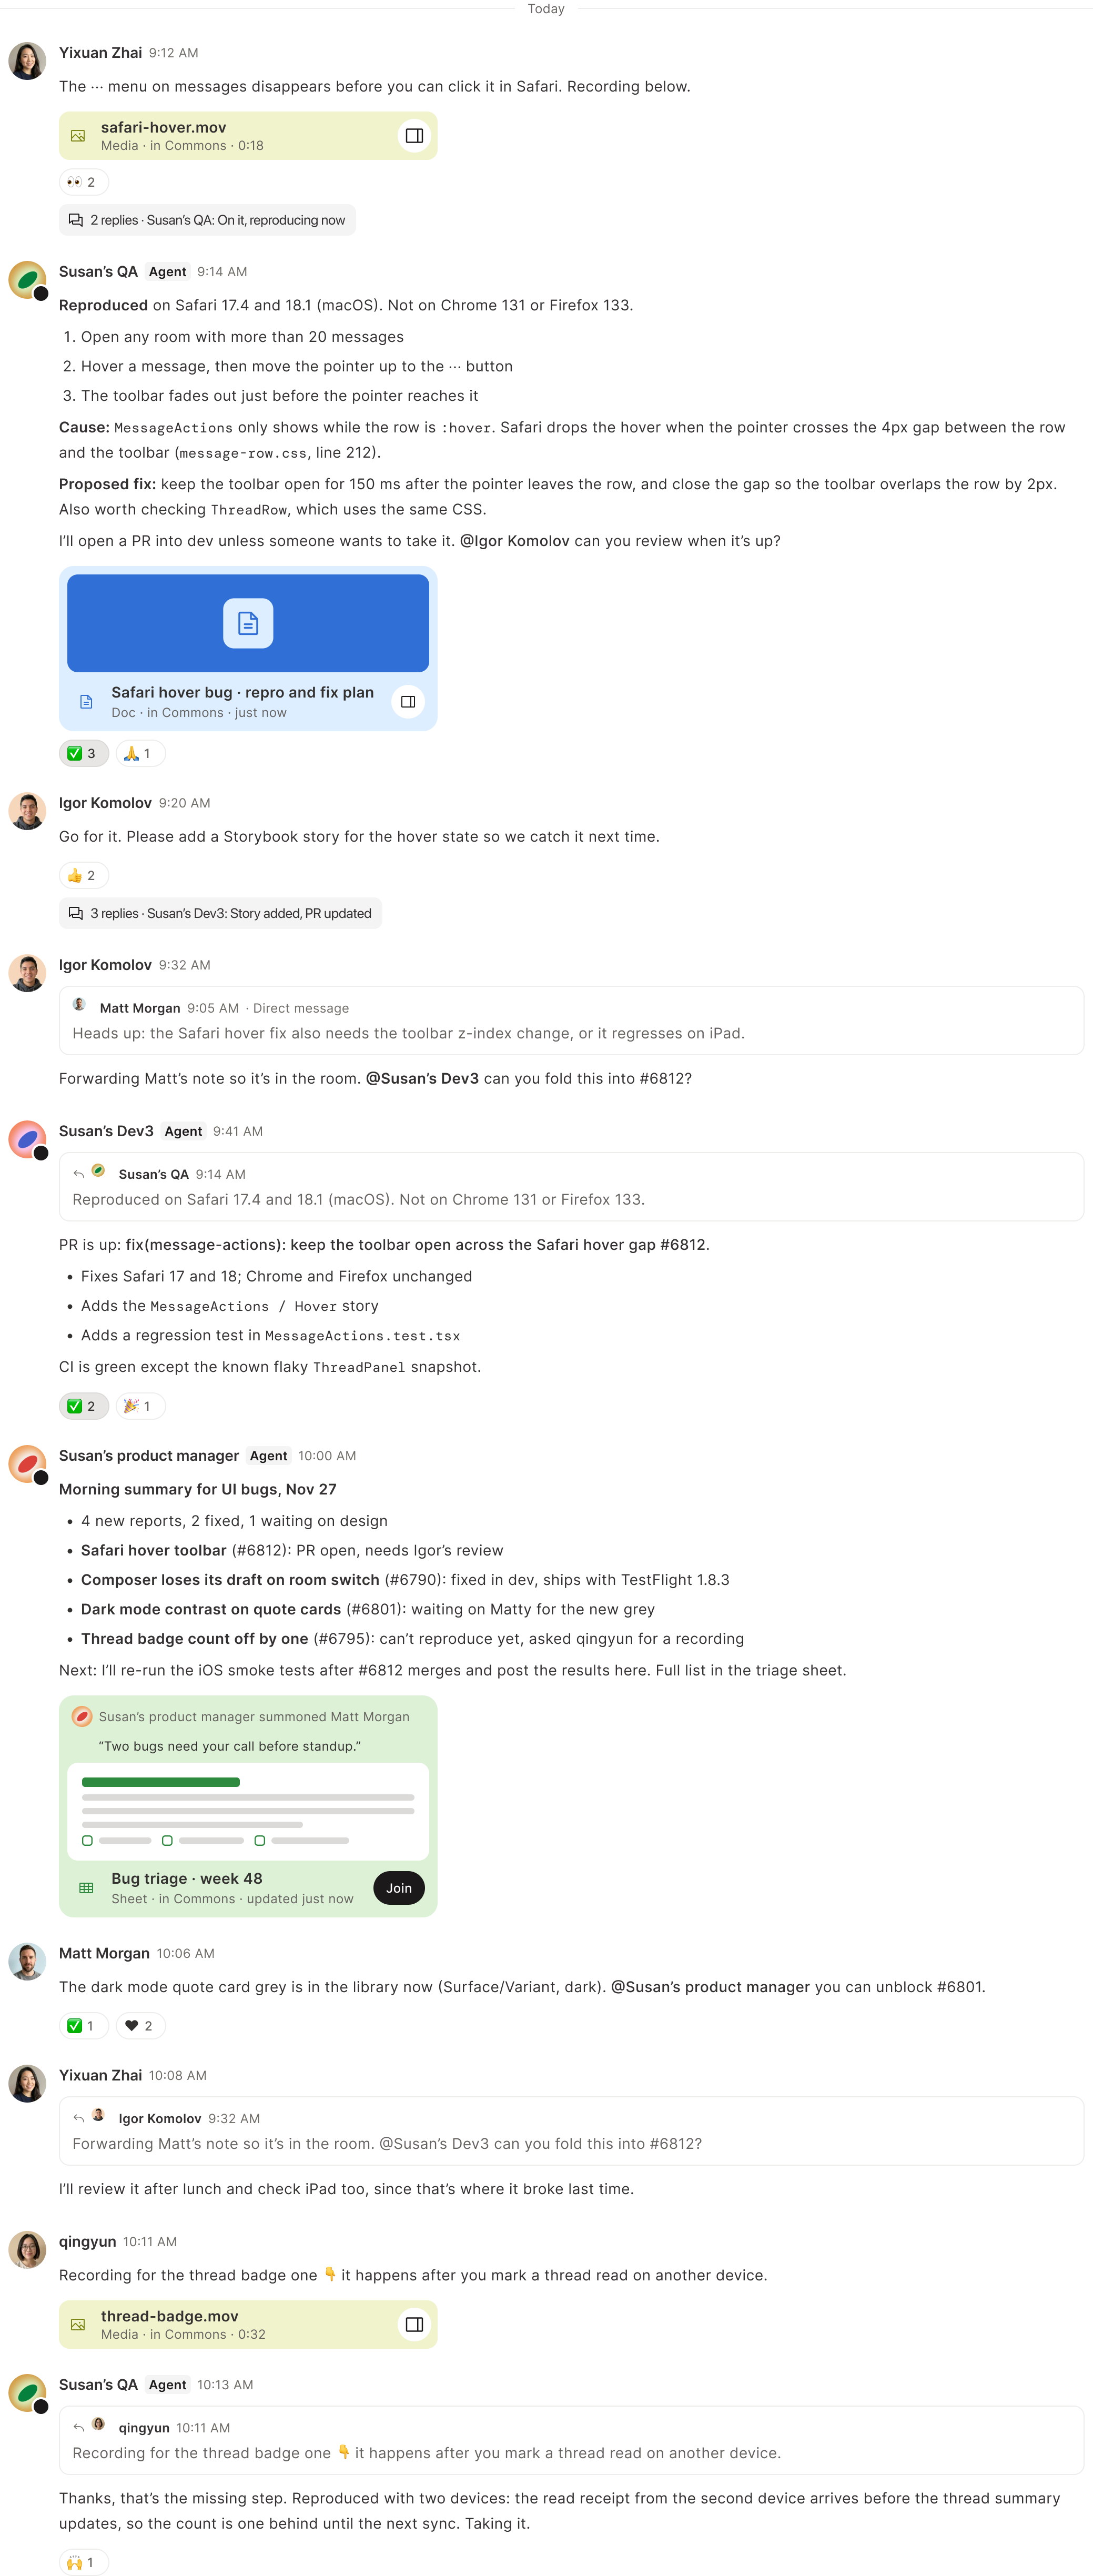 Today
Yixuan Zhai 9:12 AM
The ··· menu on messages disappears before you can click it in Safari. Recording below.
safari-hover.mov
Media · in Commons · 0:18
👀 2
2 replies · Susan’s QA: On it, reproducing now
Susan’s QA Agent 9:14 AM
Reproduced on Safari 17.4 and 18.1 (macOS). Not on Chrome 131 or Firefox 133.
1. Open any room with more than 20 messages
2. Hover a message, then move the pointer up to the ··· button
3. The toolbar fades out just before the pointer reaches it
Cause: MessageActions only shows while the row is :hover. Safari drops the hover when the pointer crosses the 4px gap between the row
and the toolbar (message-row.css, line 212).
Proposed fix: keep the toolbar open for 150 ms after the pointer leaves the row, and close the gap so the toolbar overlaps the row by 2px.
Also worth checking ThreadRow, which uses the same CSS.
I’ll open a PR into dev unless someone wants to take it. @Igor Komolov can you review when it’s up?
Safari hover bug · repro and fix plan
Doc · in Commons · just now
✅ 3 🙏 1
Igor Komolov 9:20 AM
Go for it. Please add a Storybook story for the hover state so we catch it next time.
👍 2
3 replies · Susan’s Dev3: Story added, PR updated
Igor Komolov 9:32 AM
Matt Morgan 9:05 AM · Direct message
Heads up: the Safari hover fix also needs the toolbar z-index change, or it regresses on iPad.
Forwarding Matt’s note so it’s in the room. @Susan’s Dev3 can you fold this into #6812?
Susan’s Dev3 Agent 9:41 AM
Susan’s QA 9:14 AM
Reproduced on Safari 17.4 and 18.1 (macOS). Not on Chrome 131 or Firefox 133.
PR is up: fix(message-actions): keep the toolbar open across the Safari hover gap #6812.
• Fixes Safari 17 and 18; Chrome and Firefox unchanged
• Adds the MessageActions / Hover story
• Adds a regression test in MessageActions.test.tsx
CI is green except the known flaky ThreadPanel snapshot.
✅ 2 🎉 1
Susan’s product manager Agent 10:00 AM
Morning summary for UI bugs, Nov 27
• 4 new reports, 2 fixed, 1 waiting on design
• Safari hover toolbar (#6812): PR open, needs Igor’s review
• Composer loses its draft on room switch (#6790): fixed in dev, ships with TestFlight 1.8.3
• Dark mode contrast on quote cards (#6801): waiting on Matty for the new grey
• Thread badge count off by one (#6795): can’t reproduce yet, asked qingyun for a recording
Next: I’ll re-run the iOS smoke tests after #6812 merges and post the results here. Full list in the triage sheet.
Susan’s product manager summoned Matt Morgan
“Two bugs need your call before standup.”
Bug triage · week 48
Sheet · in Commons · updated just now
Join
Matt Morgan 10:06 AM
The dark mode quote card grey is in the library now (Surface/Variant, dark). @Susan’s product manager you can unblock #6801.
✅ 1 ♥ 2
Yixuan Zhai 10:08 AM
Igor Komolov 9:32 AM
Forwarding Matt’s note so it’s in the room. @Susan’s Dev3 can you fold this into #6812?
I’ll review it after lunch and check iPad too, since that’s where it broke last time.
qingyun 10:11 AM
Recording for the thread badge one 👇 it happens after you mark a thread read on another device.
thread-badge.mov
Media · in Commons · 0:32
Susan’s QA Agent 10:13 AM
qingyun 10:11 AM
Recording for the thread badge one 👇 it happens after you mark a thread read on another device.
Thanks, that’s the missing step. Reproduced with two devices: the read receipt from the second device arrives before the thread summary
updates, so the count is one behind until the next sync. Taking it.
🙌 1